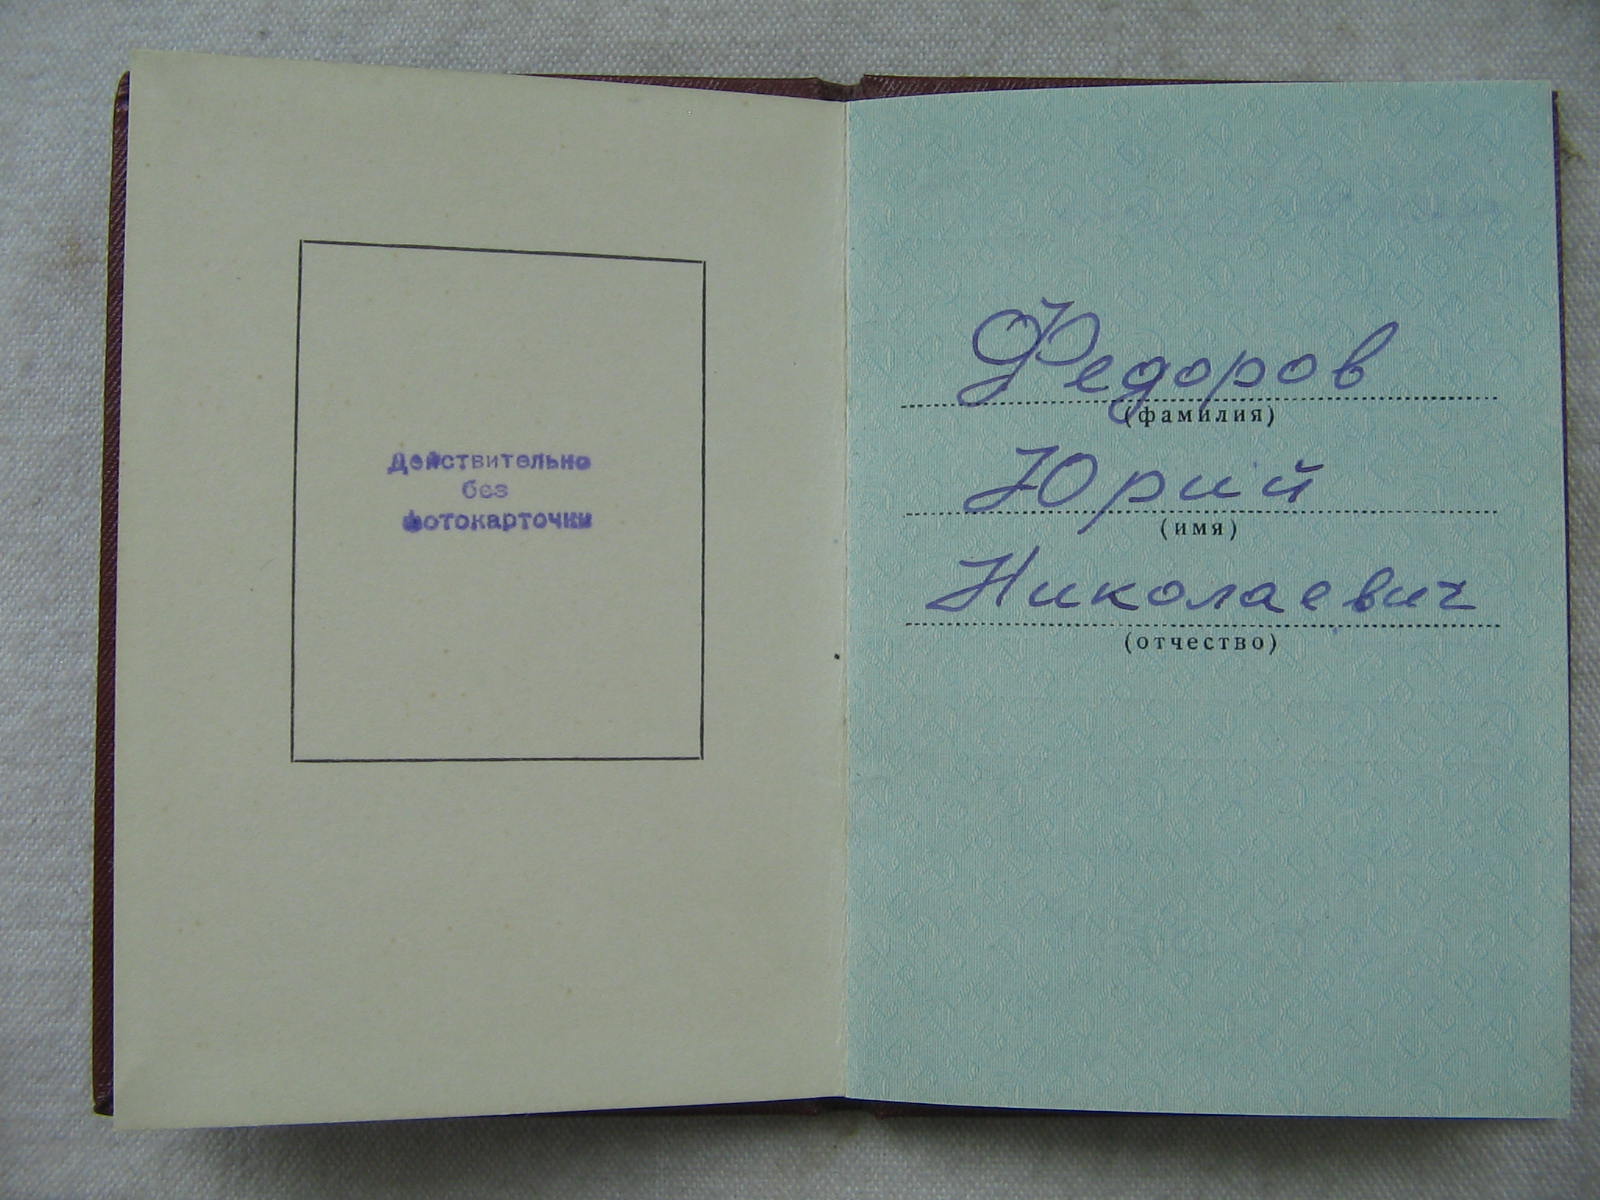 Действительно
без
фотокарточки
Федоров
(фамилия)
Юрий
(имя)
Николаевич
(отчество)